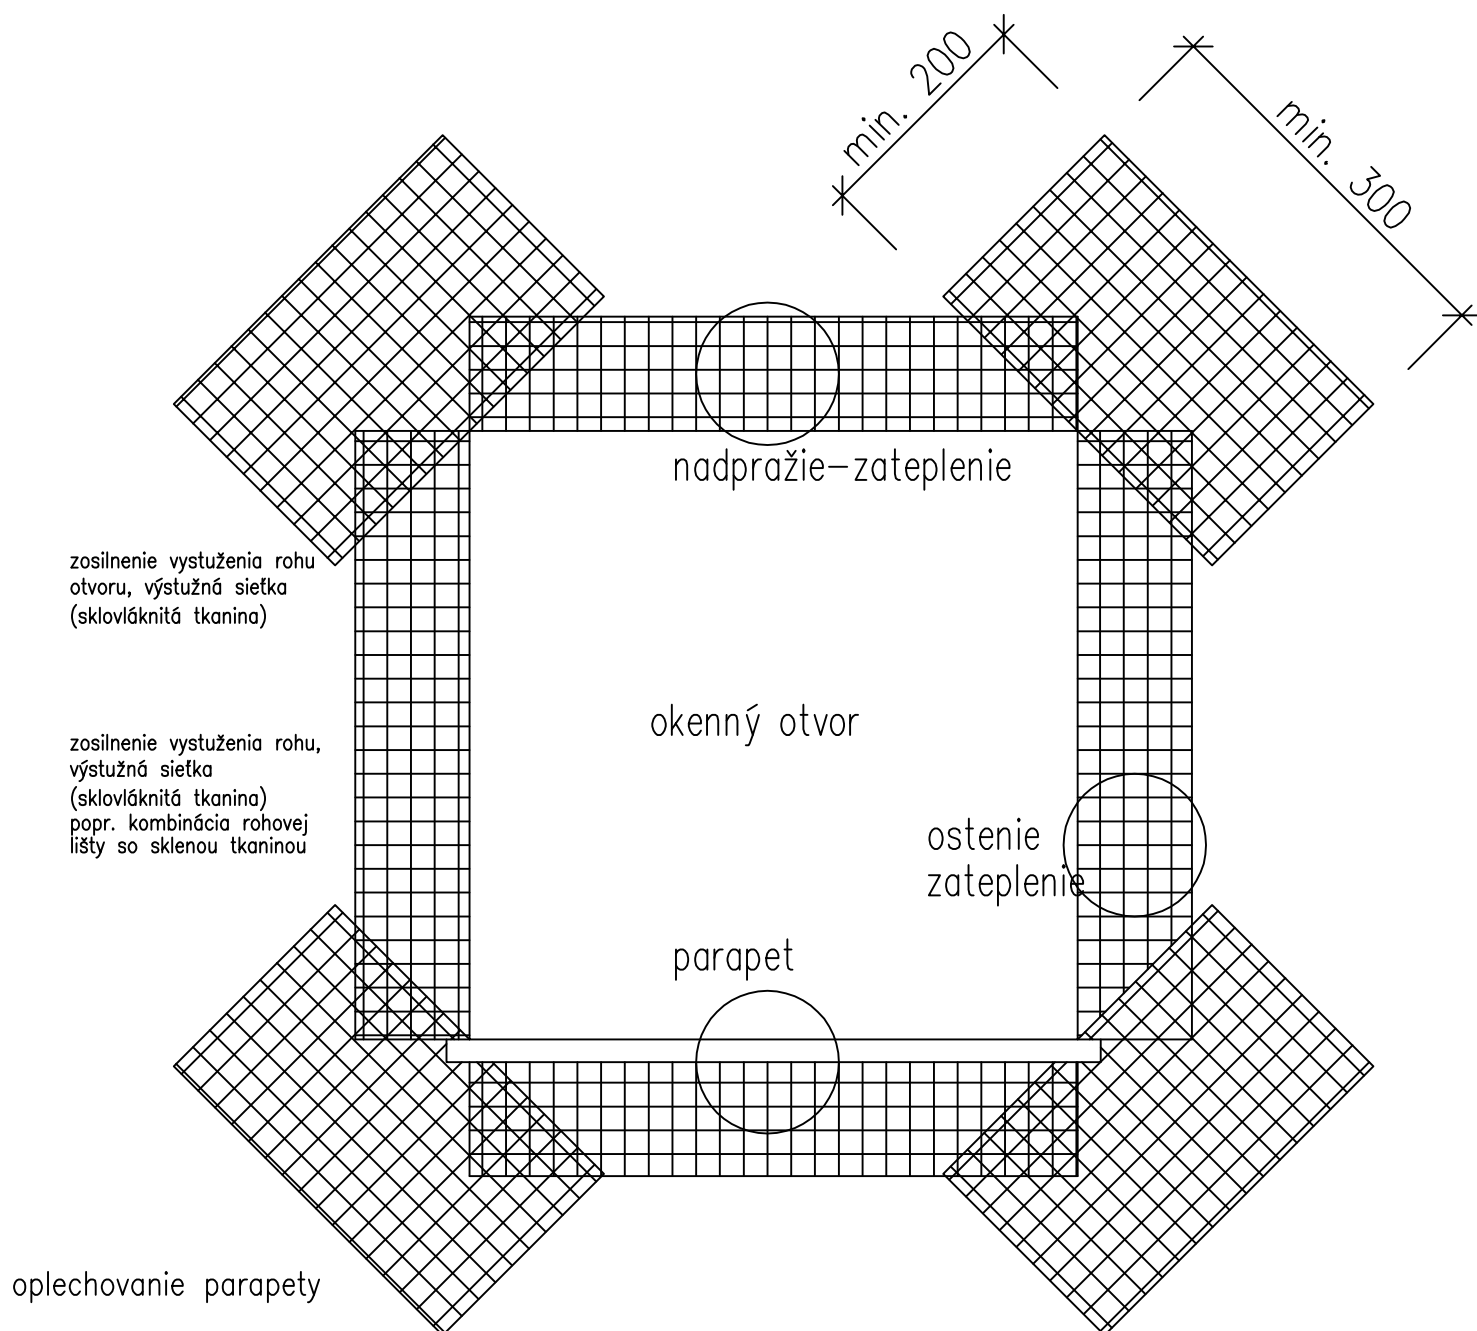 min. 200
min. 300
nadpražie-zateplenie
zosilnenie vystuženia rohu
otvoru, výstužná sieťka
(sklovláknitá tkanina)
okenný otvor
zosilnenie vystuženia rohu,
výstužná sieťka
(sklovláknitá tkanina)
popr. kombinácia rohovej
lišty so sklenou tkaninou
ostenie
zateplenie
parapet
oplechovanie parapety